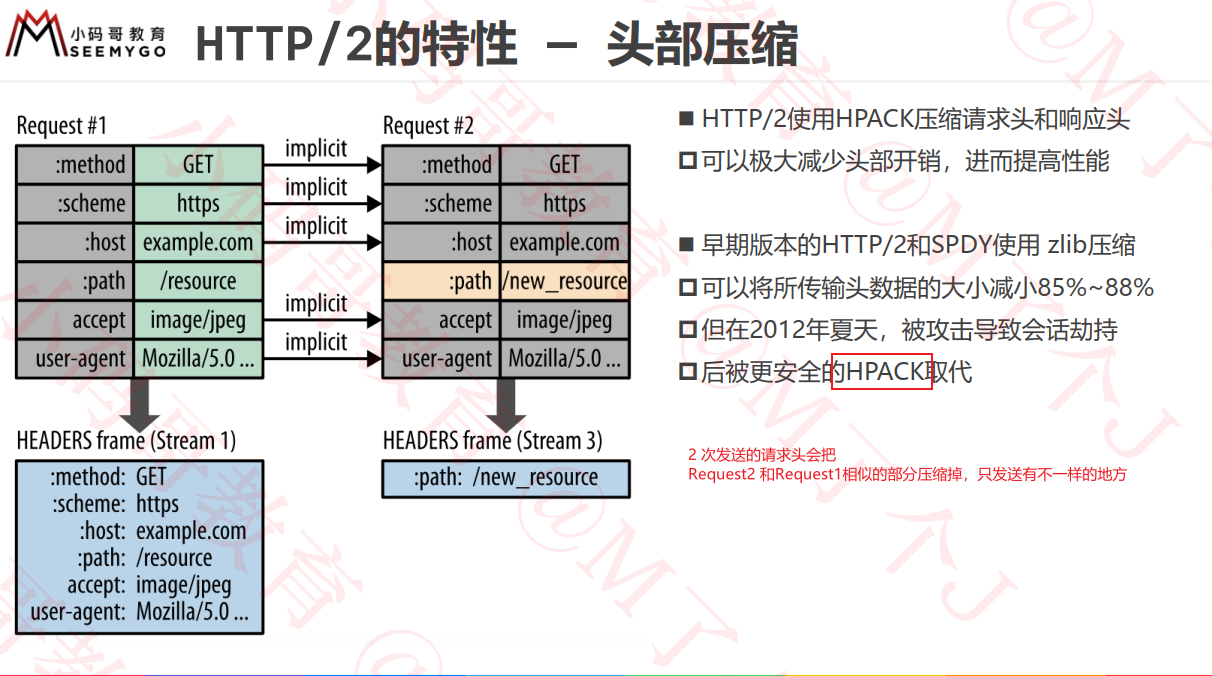 小码哥教育
SEEMYGO
HTTP/2的特性 – 头部压缩
Request #1
:method GET
:scheme https
:host example.com
:path /resource
accept image/jpeg
user-agent Mozilla/5.0 ...
implicit
implicit
implicit
implicit
implicit
Request #2
:method GET
:scheme https
:host example.com
:path /new_resource
accept image/jpeg
user-agent Mozilla/5.0 ...
HEADERS frame (Stream 1)
:method: GET
:scheme: https
:host: example.com
:path: /resource
accept: image/jpeg
user-agent: Mozilla/5.0 ...
HEADERS frame (Stream 3)
:path: /new_resource
HTTP/2使用HPACK压缩请求头和响应头
可以极大减少头部开销，进而提高性能
早期版本的HTTP/2和SPDY使用 zlib压缩
可以将所传输头数据的大小减小85%~88%
但在2012年夏天，被攻击导致会话劫持
后被更安全的HPACK取代
2 次发送的请求头会把
Request2 和Request1相似的部分压缩掉，只发送有不一样的地方
小码哥教育 @M了个J